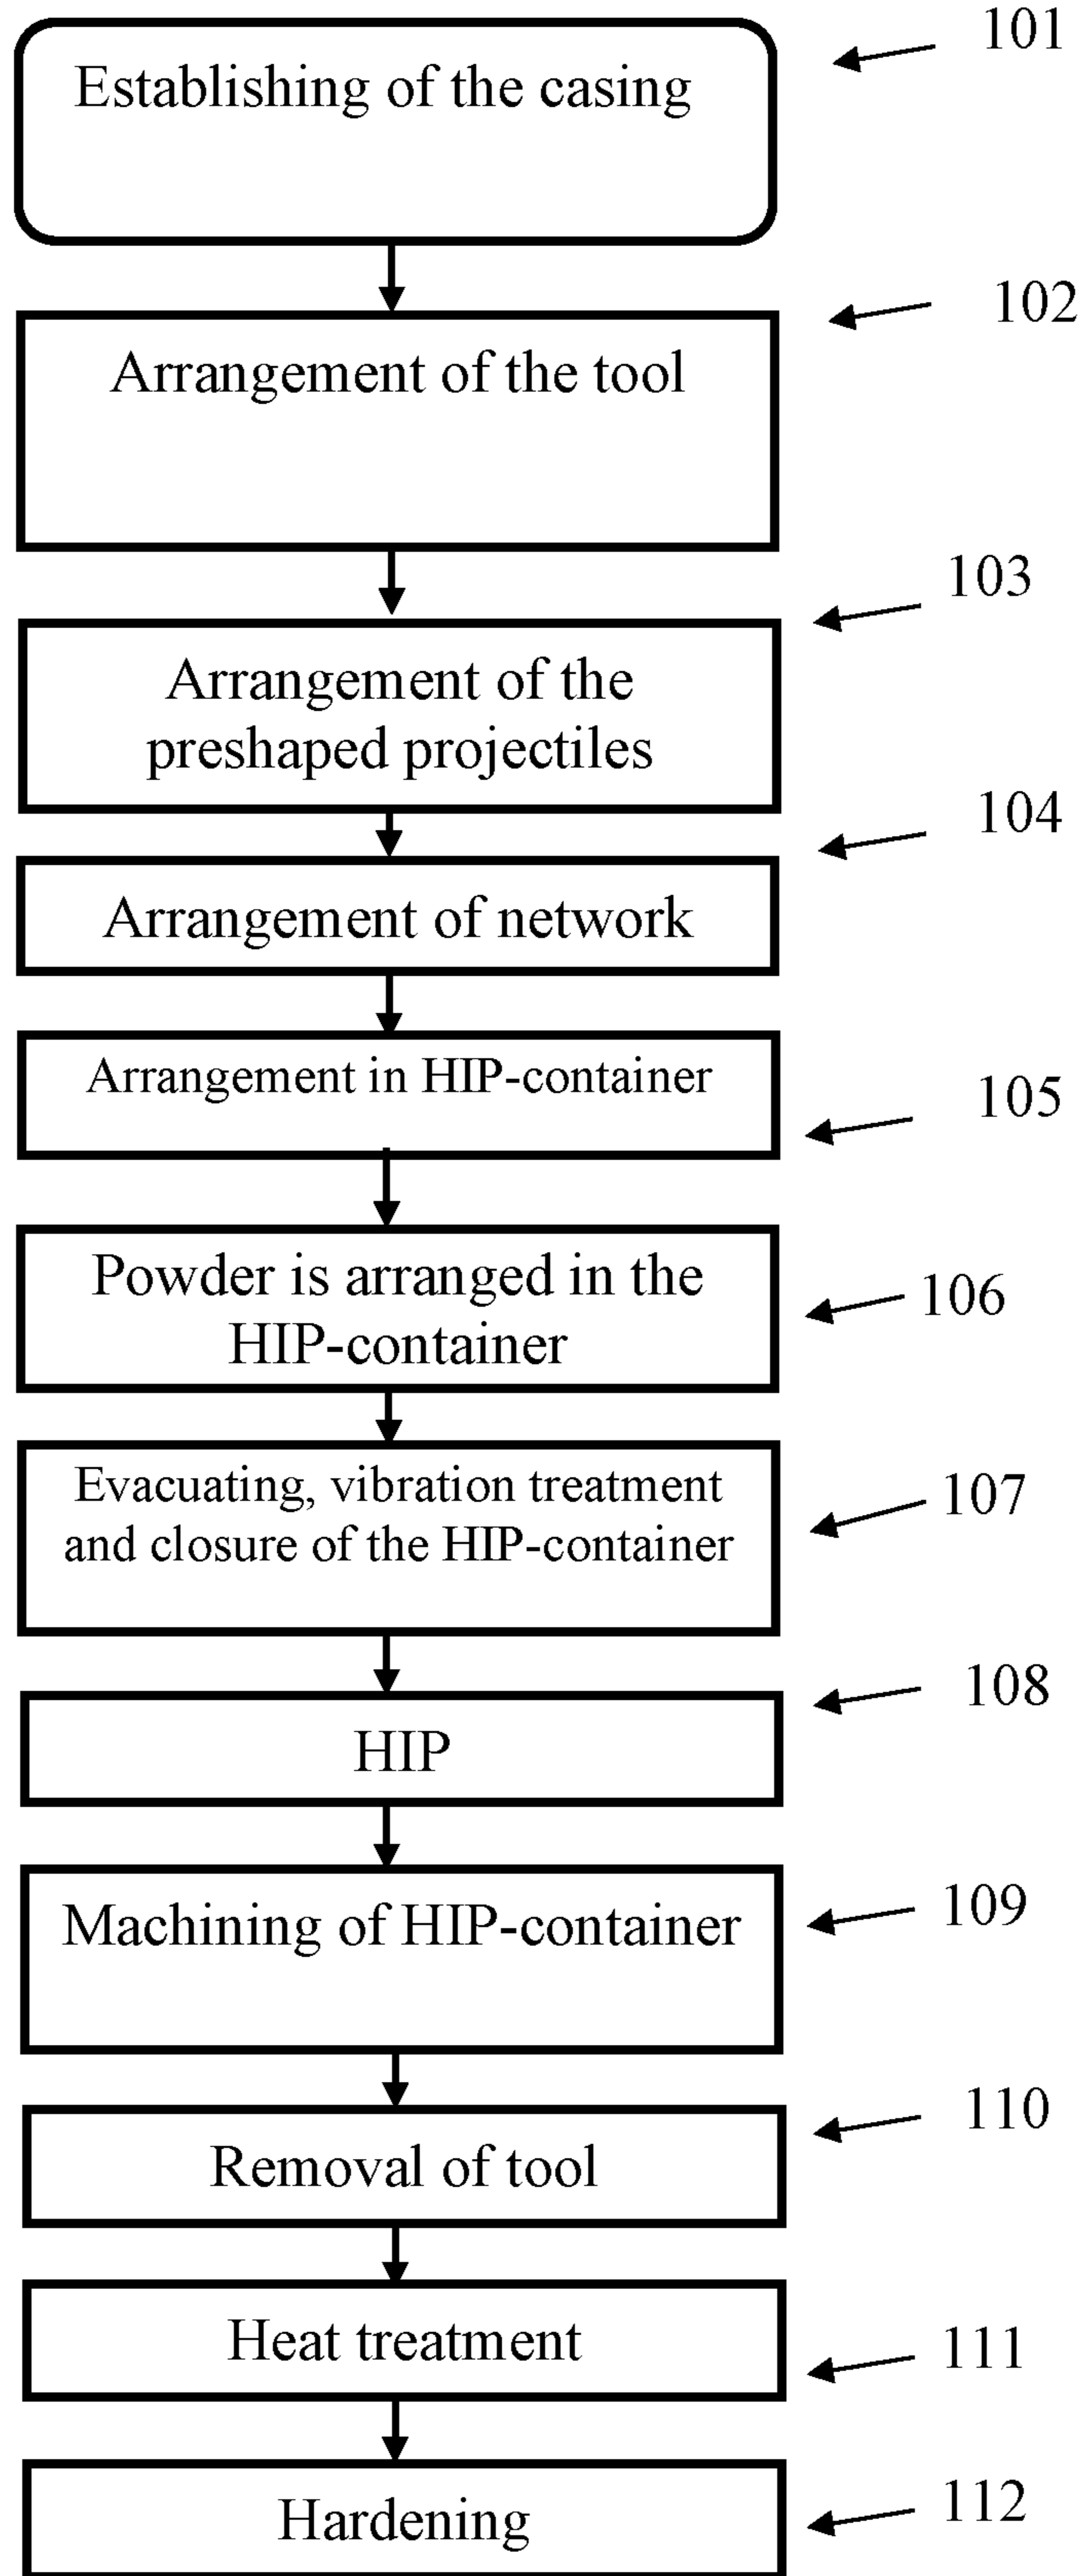 Establishing of the casing
101
Arrangement of the tool
102
Arrangement of the
preshaped projectiles
103
Arrangement of network
104
Arrangement in HIP-container
105
Powder is arranged in the
HIP-container
106
Evacuating, vibration treatment
and closure of the HIP-container
107
HIP
108
Machining of HIP-container
109
Removal of tool
110
Heat treatment
111
Hardening
112